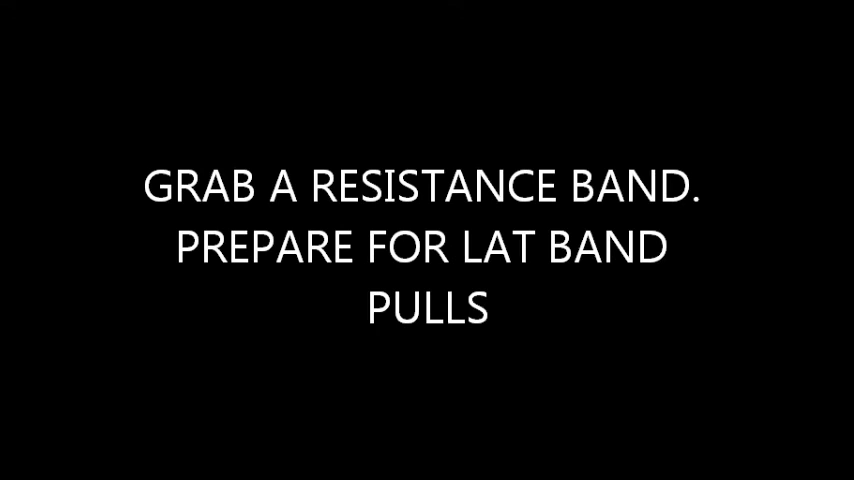 GRAB A RESISTANCE BAND.
PREPARE FOR LAT BAND
PULLS